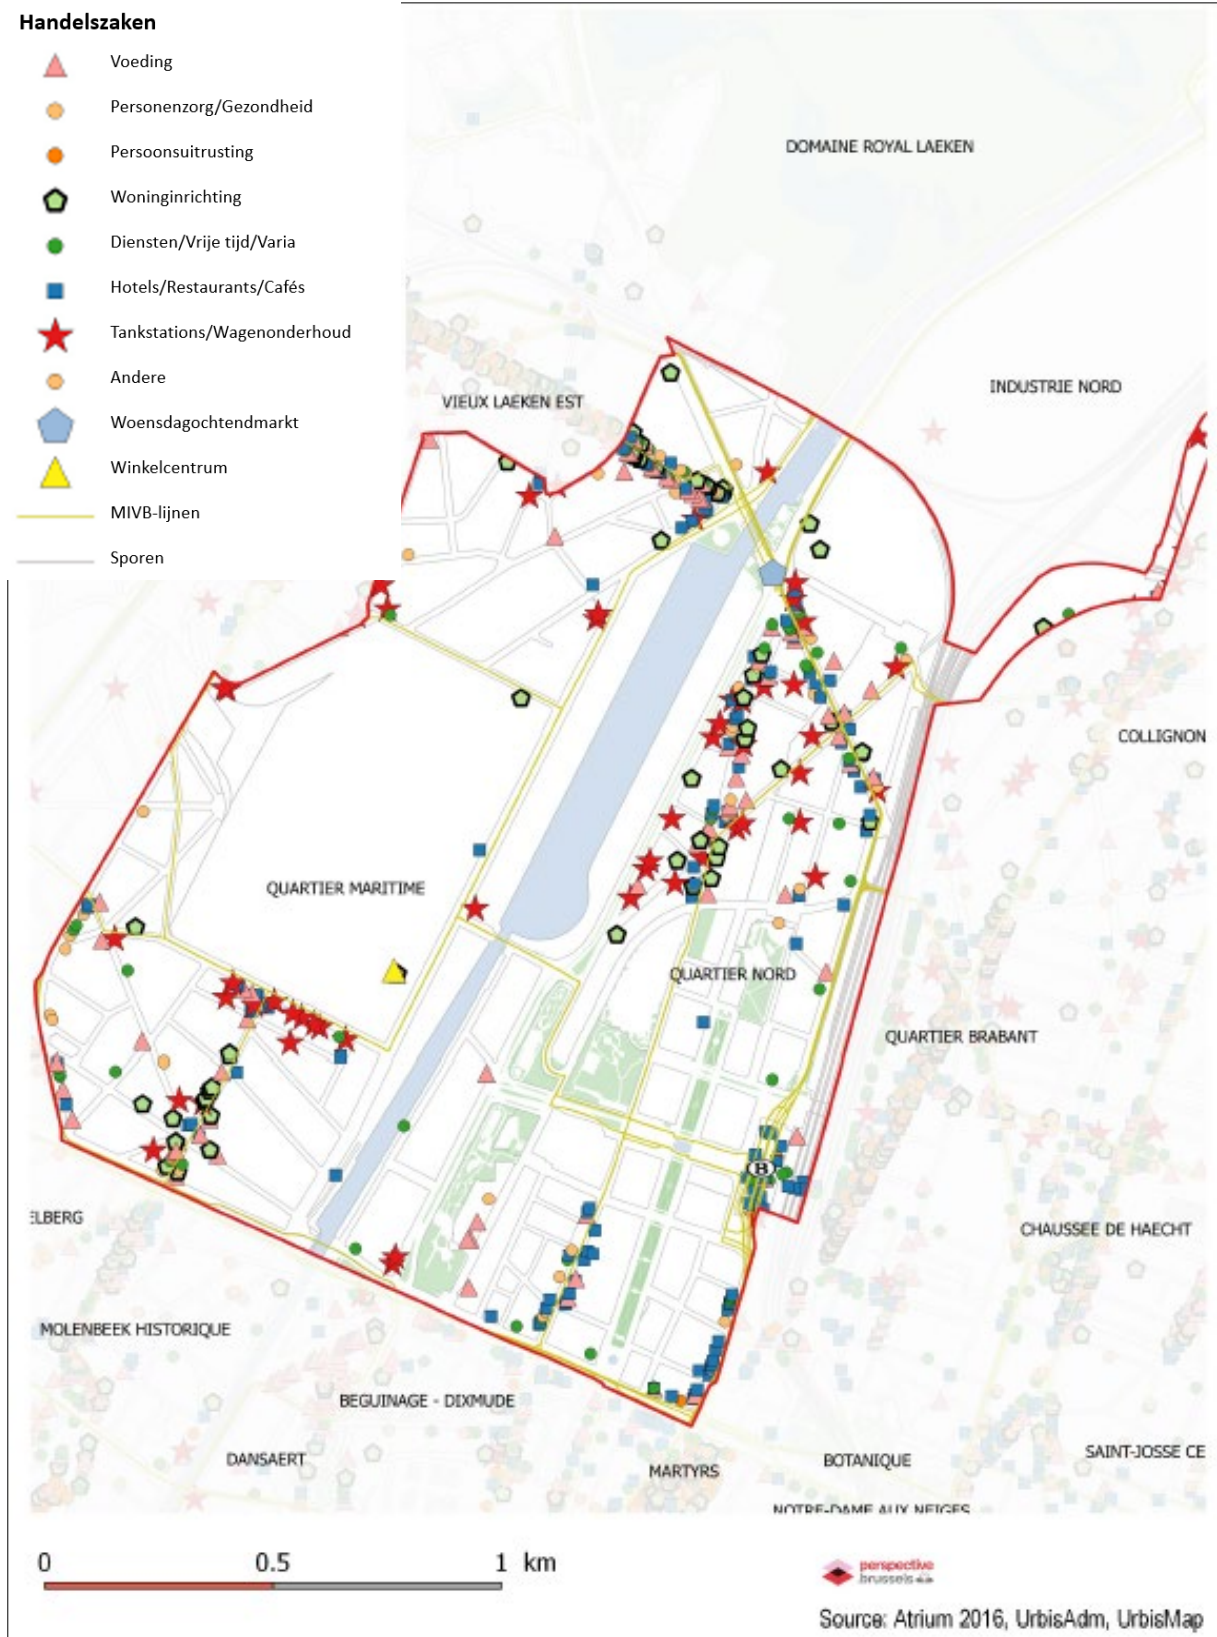 Handelszaken
Voeding
Personenzorg/Gezondheid
Persoonsuitrusting
Woninginrichting
Diensten/Vrije tijd/Varia
Hotels/Restaurants/Cafés
Tankstations/Wagenonderhoud
Andere
Woensdagochtendmarkt
Winkelcentrum
MIVB-lijnen
Sporen
DOMAINE ROYAL LAEKEN
INDUSTRIE NORD
VIEUX LAEKEN EST
COLLIGNON
QUARTIER MARITIME
QUARTIER NORD
QUARTIER BRABANT
B
ELBERG
CHAUSSEE DE HAECHT
MOLENBEEK HISTORIQUE
BEGUINAGE - DIXMUDE
DANSAERT
MARTYRS
BOTANIQUE
SAINT-JOSSE CE
NOTRE-DAME AUX NEIGES
0 0.5 1 km
perspective
.brussels
Source: Atrium 2016, UrbisAdm, UrbisMap